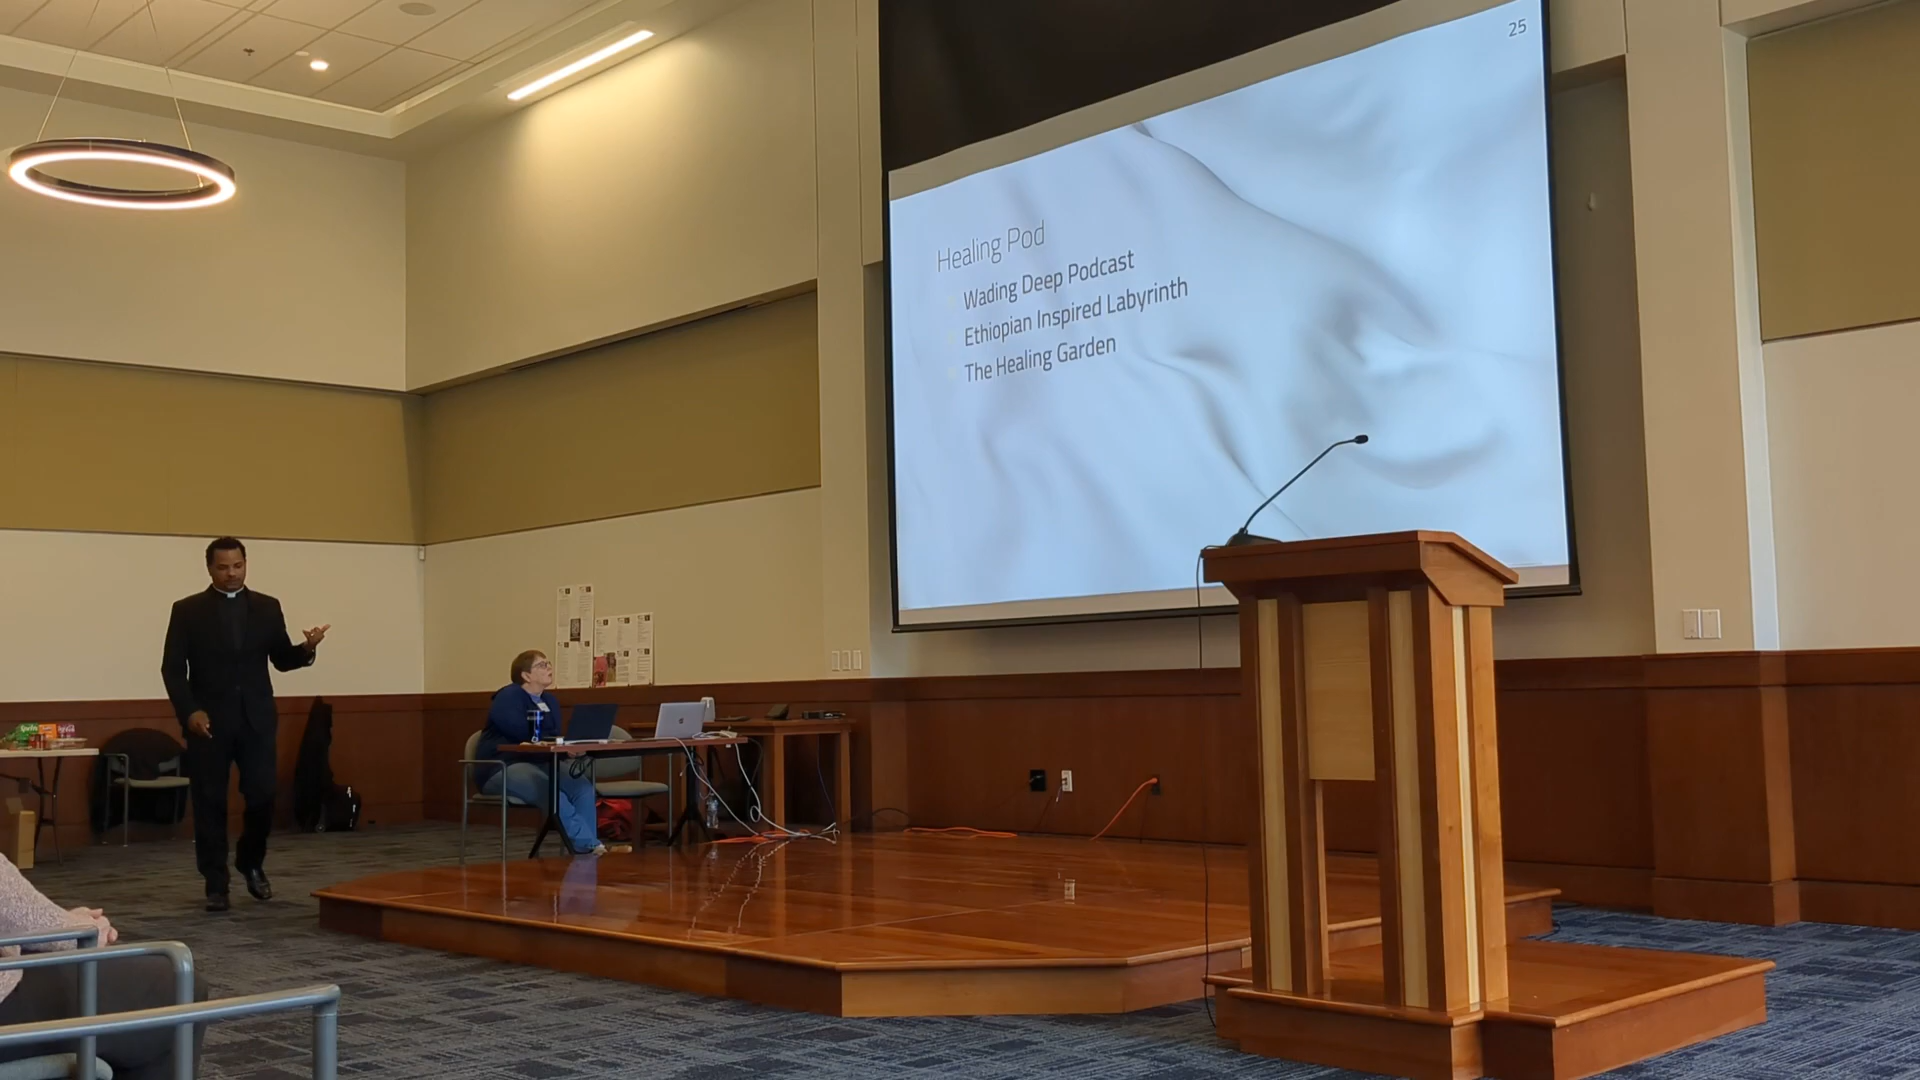 25
Healing Pod
Wading Deep Podcast
Ethiopian Inspired Labyrinth
The Healing Garden